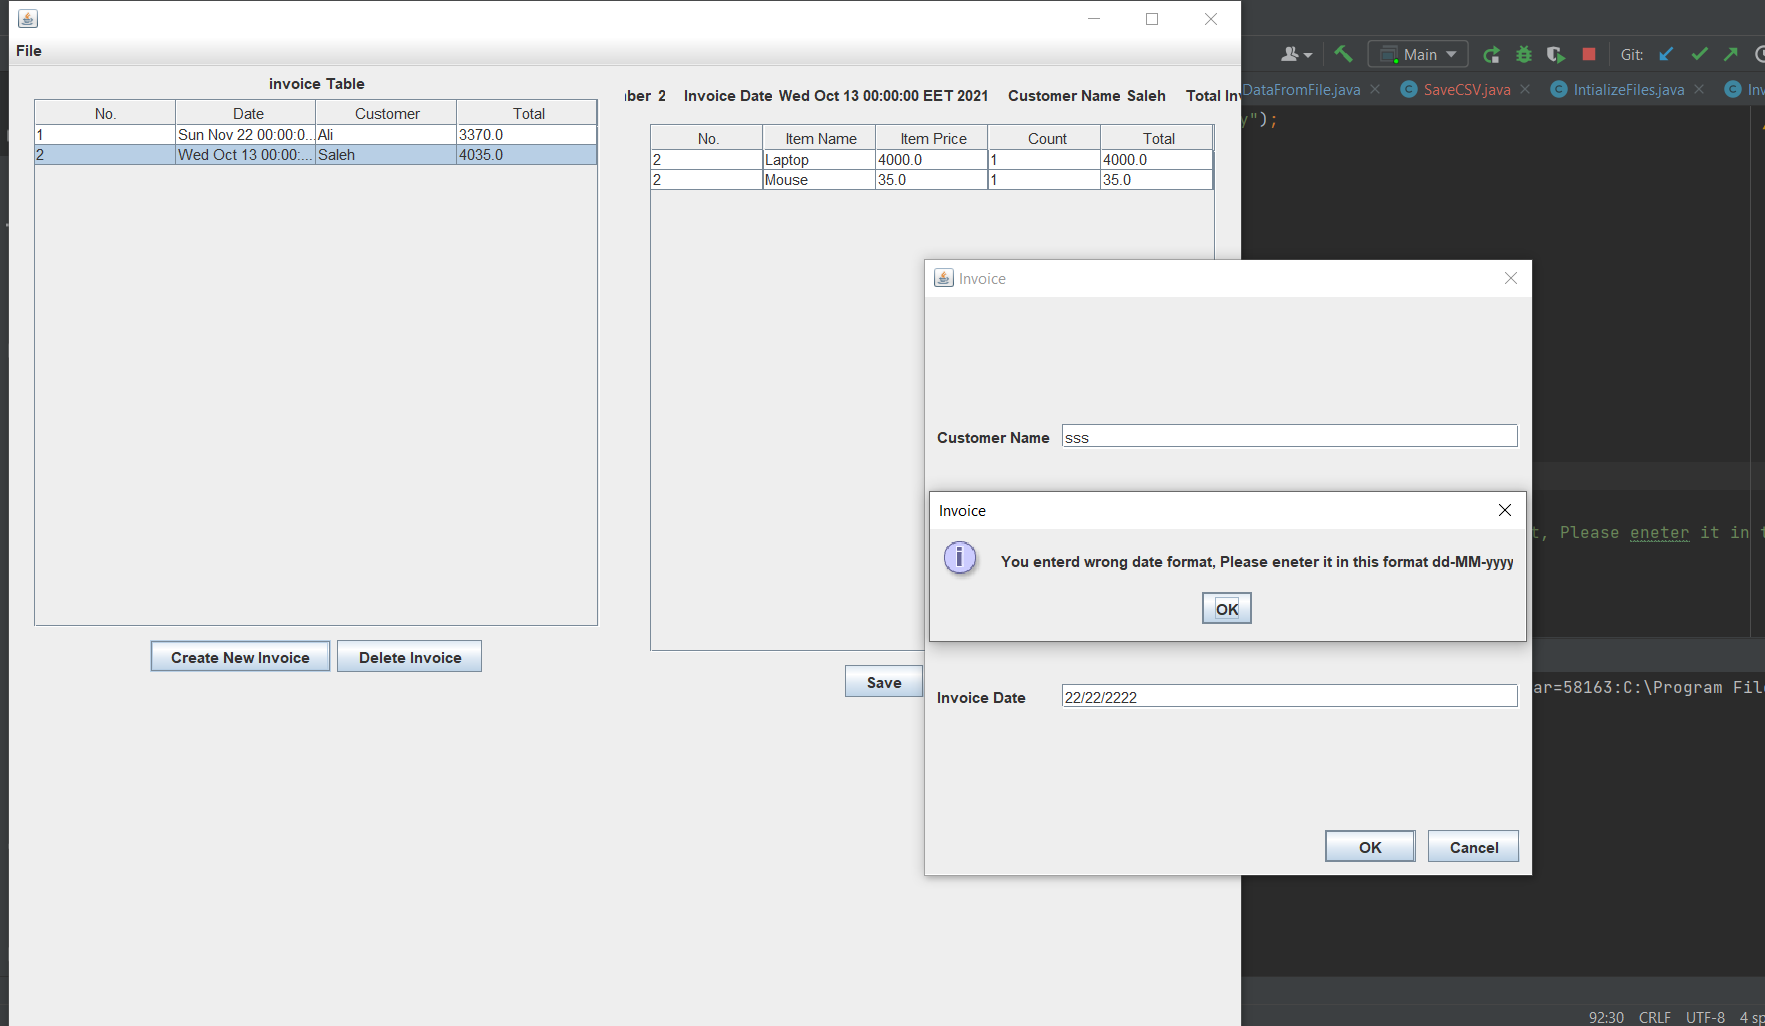 File
invoice Table
No. Date Customer Total
1 Sun Nov 22 00:00:0... Ali 3370.0
2 Wed Oct 13 00:00:... Saleh 4035.0
Create New Invoice Delete Invoice
nber 2 Invoice Date Wed Oct 13 00:00:00 EET 2021 Customer Name Saleh Total Inv
No. Item Name Item Price Count Total
2 Laptop 4000.0 1 4000.0
2 Mouse 35.0 1 35.0
Save
Invoice
Customer Name sss
Invoice
You enterd wrong date format, Please eneter it in this format dd-MM-yyyy
OK
Invoice Date 22/22/2222
OK Cancel
Main Git:
DataFromFile.java SaveCSV.java IntializeFiles.java Inv
y");
t, Please eneter it in t
ar=58163:C:\Program File
92:30 CRLF UTF-8 4 sp